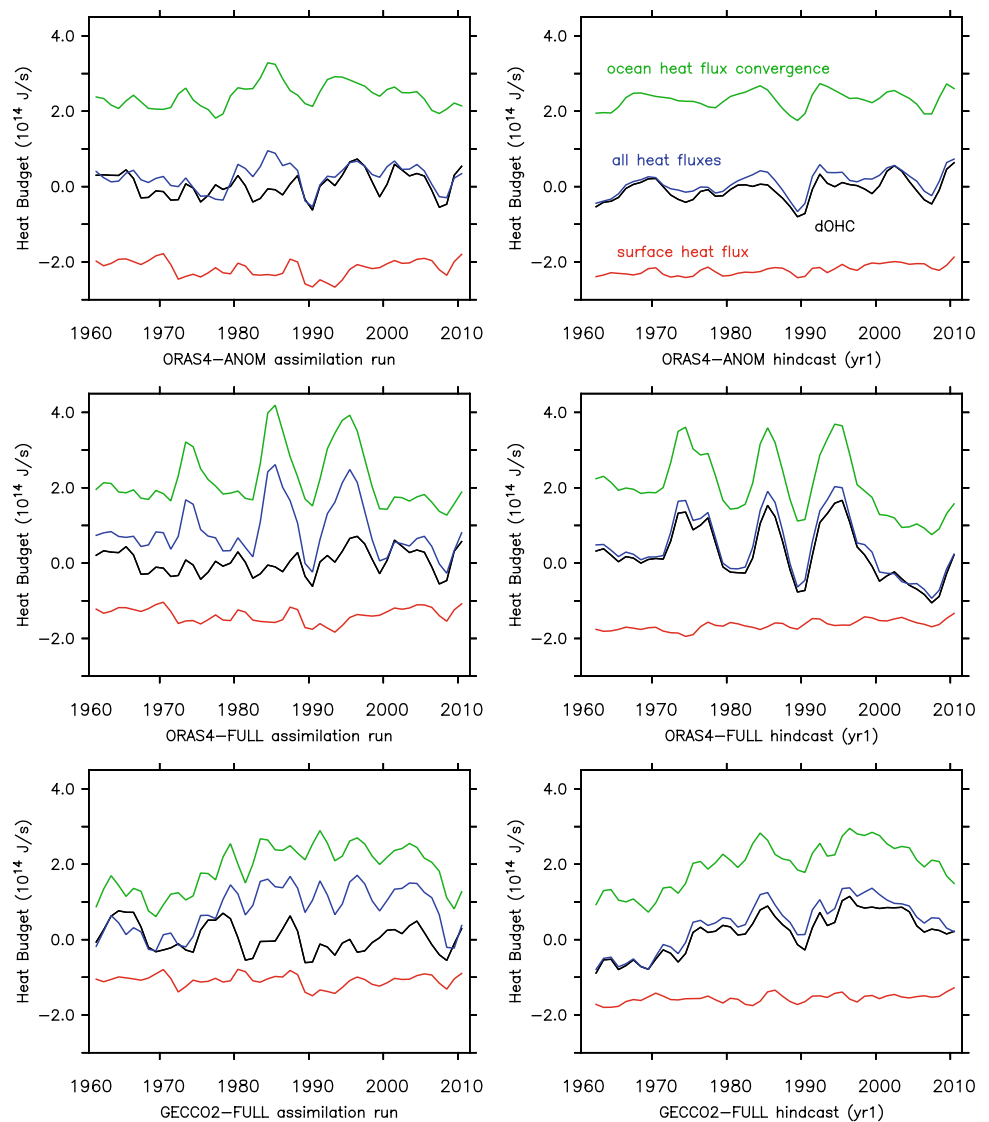 4.0
2.0
0.0
−2.0
Heat Budget (10^14 J/s)
1960 1970 1980 1990 2000 2010
ORAS4−ANOM assimilation run
4.0
2.0
0.0
−2.0
Heat Budget (10^14 J/s)
ocean heat flux convergence
all heat fluxes
dOHC
surface heat flux
1960 1970 1980 1990 2000 2010
ORAS4−ANOM hindcast (yr1)
4.0
2.0
0.0
−2.0
Heat Budget (10^14 J/s)
1960 1970 1980 1990 2000 2010
ORAS4−FULL assimilation run
4.0
2.0
0.0
−2.0
Heat Budget (10^14 J/s)
1960 1970 1980 1990 2000 2010
ORAS4−FULL hindcast (yr1)
4.0
2.0
0.0
−2.0
Heat Budget (10^14 J/s)
1960 1970 1980 1990 2000 2010
GECCO2−FULL assimilation run
4.0
2.0
0.0
−2.0
Heat Budget (10^14 J/s)
1960 1970 1980 1990 2000 2010
GECCO2−FULL hindcast (yr1)